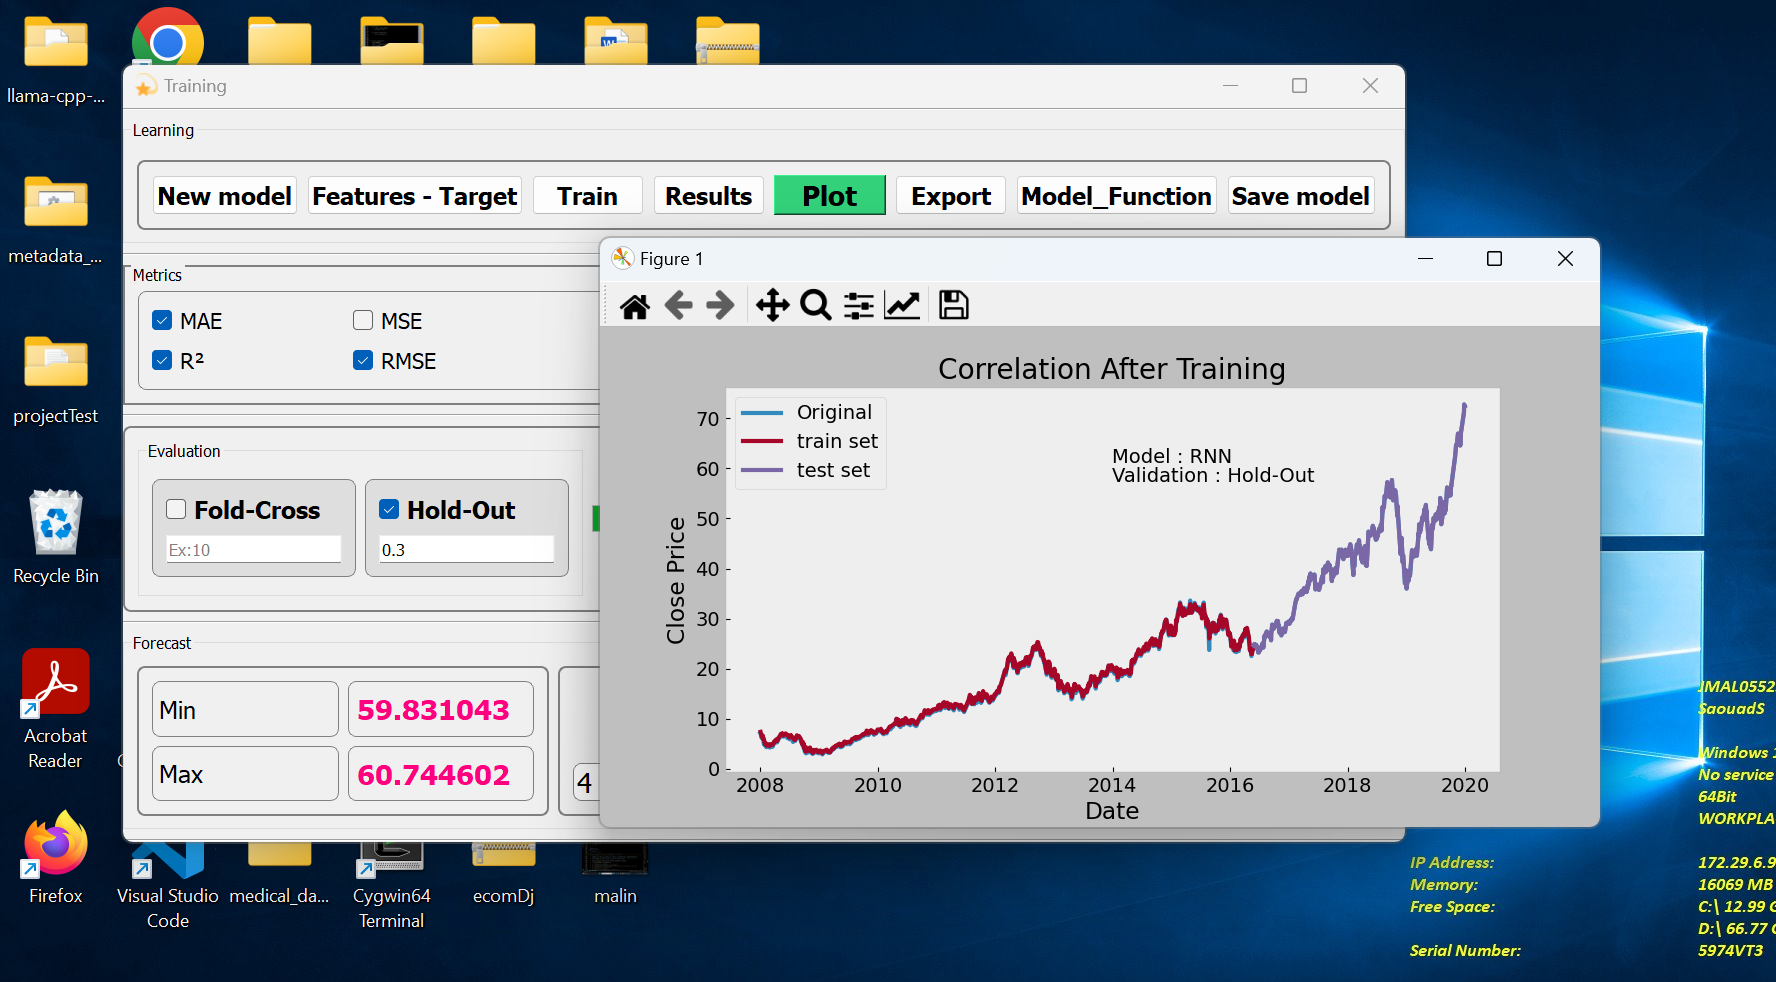 llama-cpp-...
metadata_...
projectTest
Recycle Bin
Acrobat
Reader
Firefox
Visual Studio
Code
medical_da...
Cygwin64
Terminal
ecomDj
malin
Training
Learning
New model
Features - Target
Train
Results
Plot
Export
Model_Function
Save model
Metrics
MAE
MSE
R²
RMSE
Evaluation
Fold-Cross
Ex:10
Hold-Out
0.3
Forecast
Min
59.831043
Max
60.744602
4
Figure 1
Correlation After Training
Original
train set
test set
Model : RNN
Validation : Hold-Out
Close Price
70
60
50
40
30
20
10
0
2008 2010 2012 2014 2016 2018 2020
Date
JMAL0552
SaouadS
Windows 1
No service
64Bit
WORKPLA
IP Address: 172.29.6.9
Memory: 16069 MB
Free Space: C:\ 12.99 G
D:\ 66.77 G
Serial Number: 5974VT3